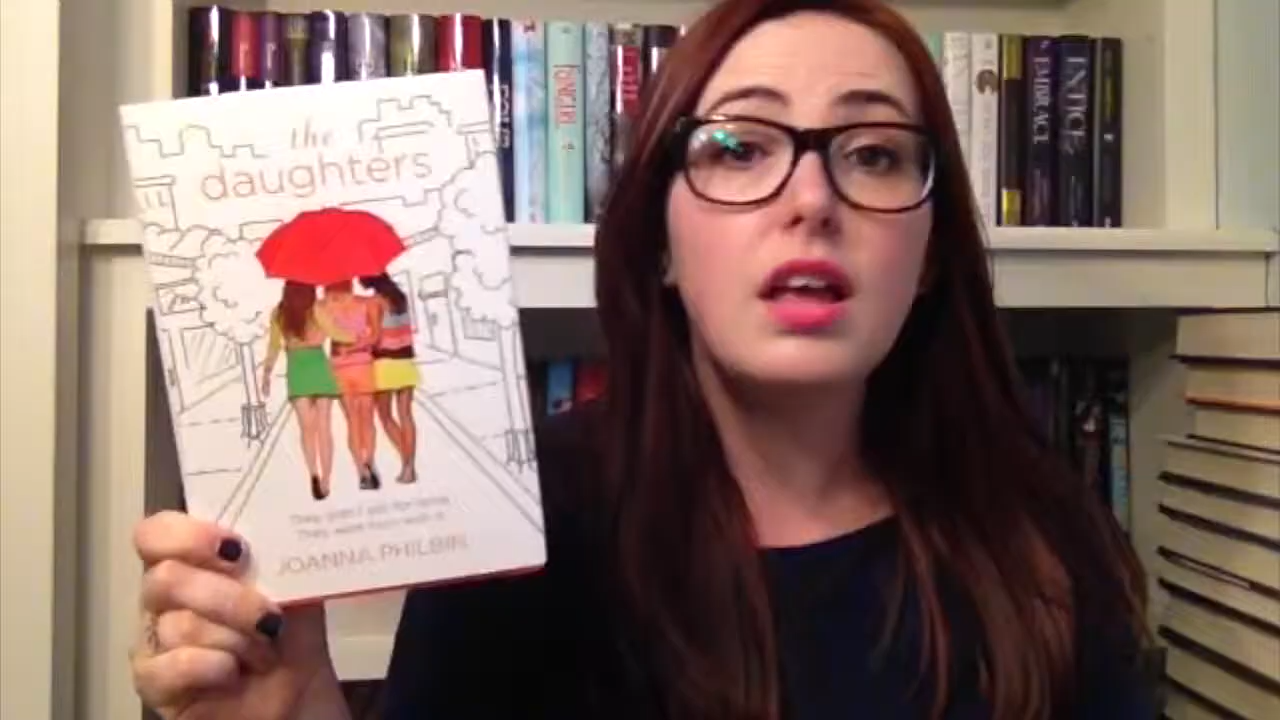 the
daughters
They didn't ask for fame.
They were born with it.
JOANNA PHILBIN
EMBRACE
ENTICE